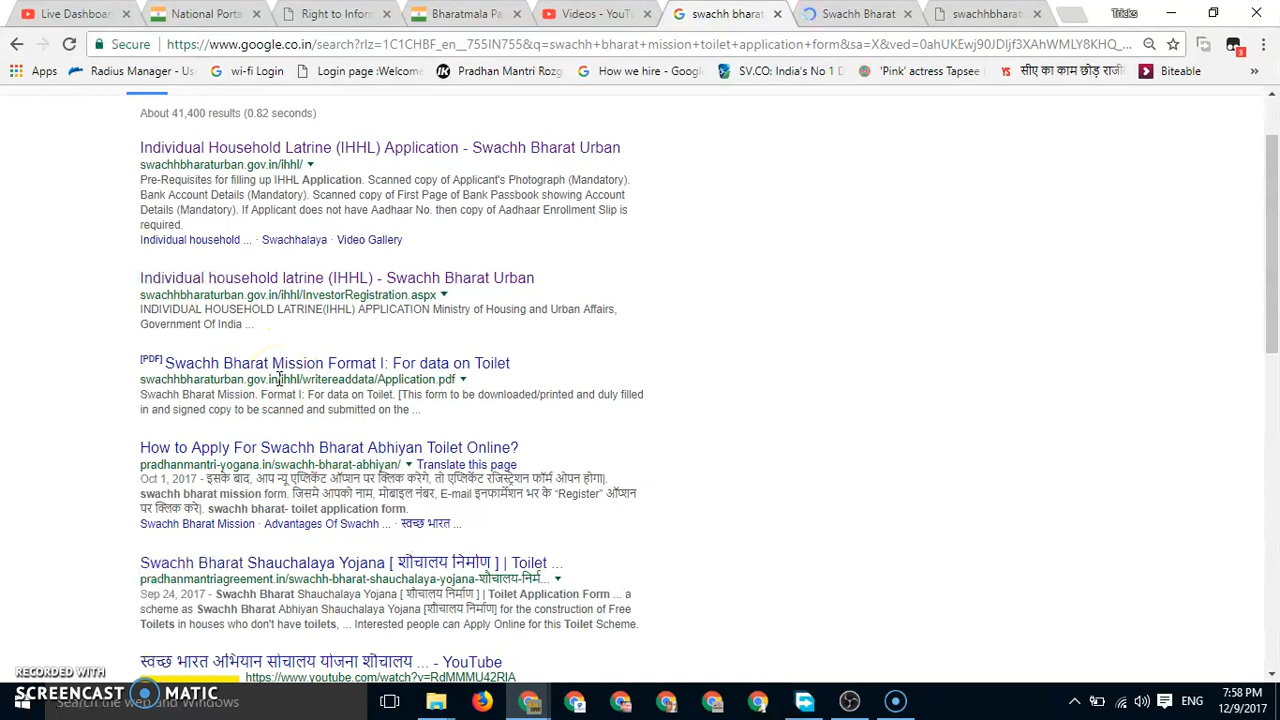 Live Dashboard
National Porta
Right to Inform
Bharatmala Pa
Videos - YouTu
swachh bharat
Swachh Bharat
swachhbharatu
Tricks
Secure https://www.google.co.in/search?rlz=1C1CHBF_en__755IN755&q=swachh+bharat+mission+toilet+application+form&sa=X&ved=0ahUKEwj90JDIjf3XAhWMLY8KHQ_...
3
Apps Radius Manager - Use wi-fi Login Login page :Welcome Pradhan Mantri Rozg How we hire - Google SV.CO: India's No 1 D 'Pink' actress Tapsee सीए का काम छोड़ राजी Biteable »
About 41,400 results (0.82 seconds)
Individual Household Latrine (IHHL) Application - Swachh Bharat Urban
swachhbharaturban.gov.in/ihhl/
Pre-Requisites for filling up IHHL Application. Scanned copy of Applicant's Photograph (Mandatory).
Bank Account Details (Mandatory). Scanned copy of First Page of Bank Passbook showing Account
Details (Mandatory). If Applicant does not have Aadhaar No. then copy of Aadhaar Enrollment Slip is
required.
Individual household ... · Swachhalaya · Video Gallery
Individual household latrine (IHHL) - Swachh Bharat Urban
swachhbharaturban.gov.in/ihhl/InvestorRegistration.aspx
INDIVIDUAL HOUSEHOLD LATRINE(IHHL) APPLICATION Ministry of Housing and Urban Affairs,
Government Of India ...
[PDF] Swachh Bharat Mission Format I: For data on Toilet
swachhbharaturban.gov.in/ihhl/writereaddata/Application.pdf
Swachh Bharat Mission. Format I: For data on Toilet. [This form to be downloaded/printed and duly filled
in and signed copy to be scanned and submitted on the ...
How to Apply For Swachh Bharat Abhiyan Toilet Online?
pradhanmantri-yogana.in/swachh-bharat-abhiyan/ Translate this page
Oct 1, 2017 - इसके बाद, आप न्यू एप्लिकेंट ऑप्शन पर क्लिक करेगे, तो एप्लिकेंट रजिस्ट्रेशन फॉर्म ओपन होगा|.
swachh bharat mission form. जिसमे आपको नाम, मोबाइल नंबर, E-mail इनफार्मेशन भर के “Register” ऑप्शन
पर क्लिक करे|. swachh bharat- toilet application form.
Swachh Bharat Mission · Advantages Of Swachh ... · स्वच्छ भारत ...
Swachh Bharat Shauchalaya Yojana [ शौचालय निर्माण ] | Toilet ...
pradhanmantriagreement.in/swachh-bharat-shauchalaya-yojana-शौचालय-निर्म...
Sep 24, 2017 - Swachh Bharat Shauchalaya Yojana [ शौचालय निर्माण ] | Toilet Application Form ... a
scheme as Swachh Bharat Abhiyan Shauchalaya Yojana [शौचालय निर्माण] for the construction of Free
Toilets in houses who don't have toilets, ... Interested people can Apply Online for this Toilet Scheme.
स्वच्छ भारत अभियान सोचालय योजना शोचालय ... - YouTube
https://www.youtube.com/watch?v=RdMMMU42RIA
RECORDED WITH
SCREENCAST MATIC
Search the web and Windows
ENG
7:58 PM
12/9/2017